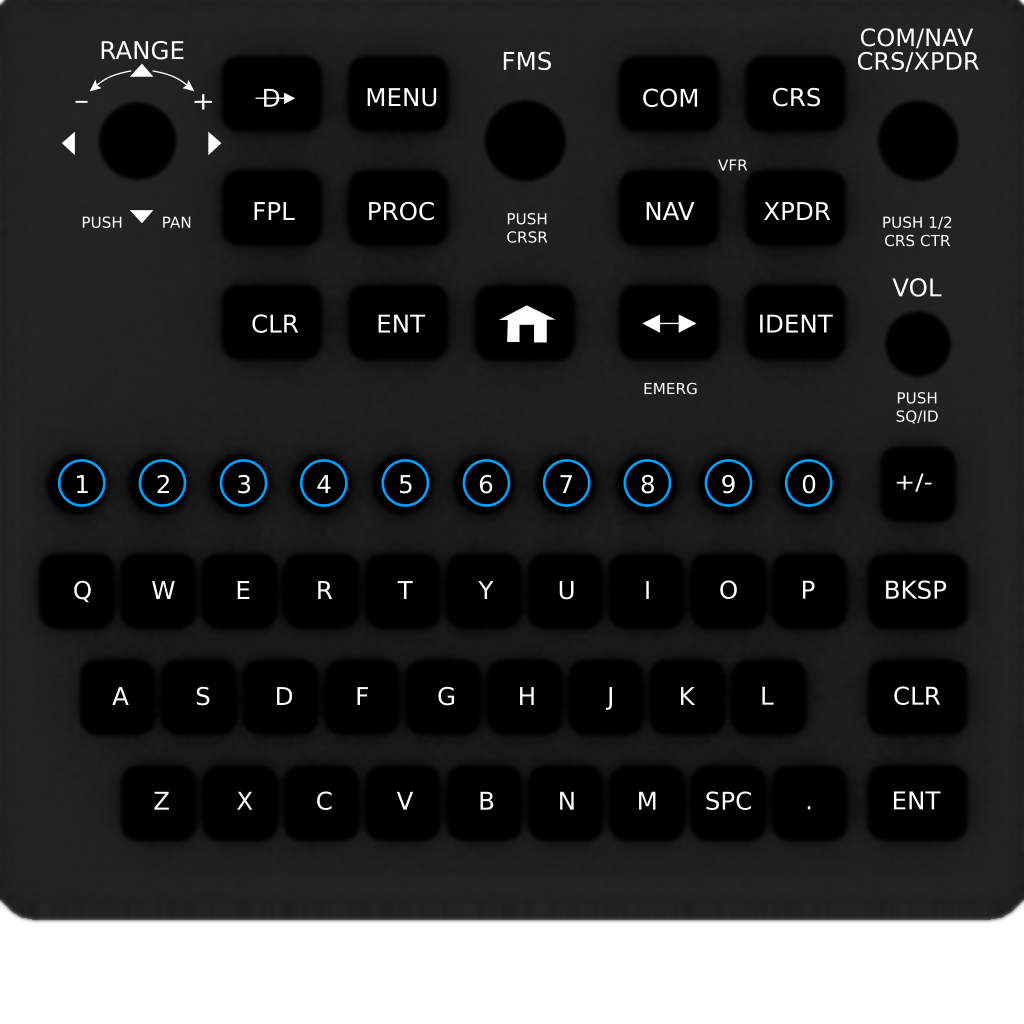 RANGE
FMS
COM/NAV
CRS/XPDR
− +
D MENU COM CRS
VFR
FPL PROC NAV XPDR
PUSH PAN
PUSH
CRSR
PUSH 1/2
CRS CTR
VOL
CLR ENT IDENT
EMERG
PUSH
SQ/ID
1 2 3 4 5 6 7 8 9 0 +/-
Q W E R T Y U I O P BKSP
A S D F G H J K L CLR
Z X C V B N M SPC . ENT